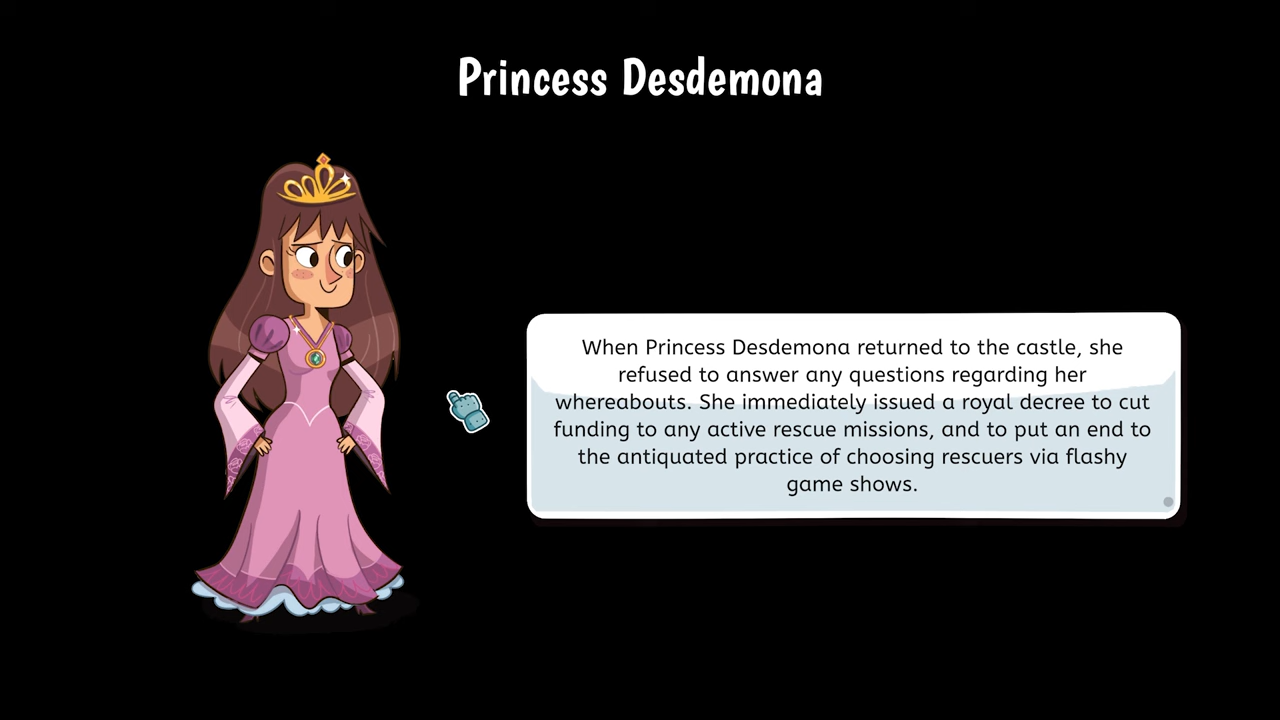 Princess Desdemona
When Princess Desdemona returned to the castle, she
refused to answer any questions regarding her
whereabouts. She immediately issued a royal decree to cut
funding to any active rescue missions, and to put an end to
the antiquated practice of choosing rescuers via flashy
game shows.